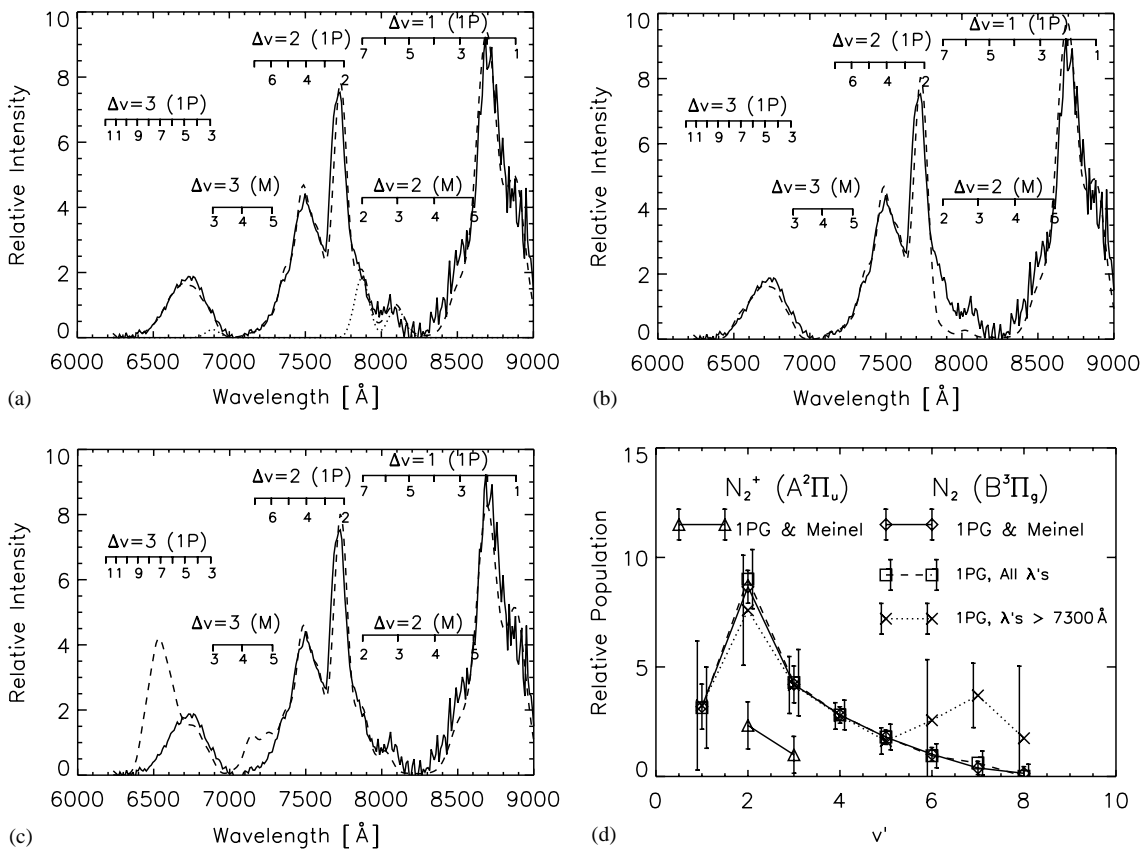 Δv=1 (1P)
7 5 3 1
Δv=2 (1P)
6 4 2
Δv=3 (1P)
11 9 7 5 3
Δv=3 (M)
3 4 5
Δv=2 (M)
2 3 4 5
10
8
6
4
2
0
Relative Intensity
6000 6500 7000 7500 8000 8500 9000
Wavelength [Å]
(a)
Δv=1 (1P)
7 5 3 1
Δv=2 (1P)
6 4 2
Δv=3 (1P)
11 9 7 5 3
Δv=3 (M)
3 4 5
Δv=2 (M)
2 3 4 5
10
8
6
4
2
0
Relative Intensity
6000 6500 7000 7500 8000 8500 9000
Wavelength [Å]
(b)
Δv=1 (1P)
7 5 3 1
Δv=2 (1P)
6 4 2
Δv=3 (1P)
11 9 7 5 3
Δv=3 (M)
3 4 5
Δv=2 (M)
2 3 4 5
10
8
6
4
2
0
Relative Intensity
6000 6500 7000 7500 8000 8500 9000
Wavelength [Å]
(c)
N₂⁺ (A²Πᵤ) N₂ (B³Π_g)
1PG & Meinel 1PG & Meinel
1PG, All λ's
1PG, λ's > 7300 Å
15
10
5
0
Relative Population
0 2 4 6 8 10
v'
(d)